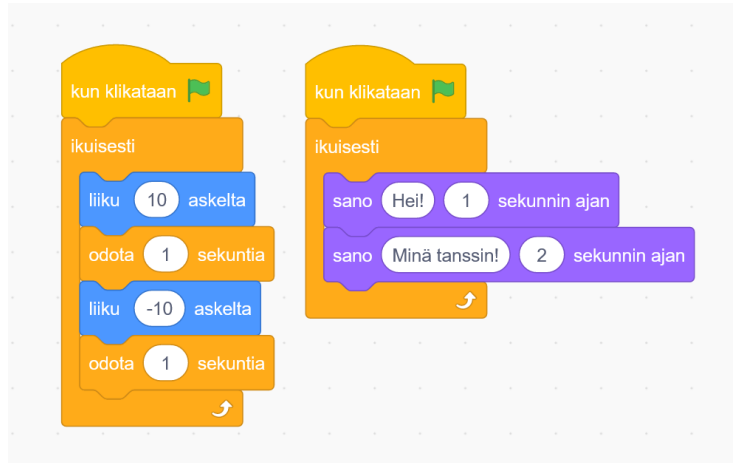 kun klikataan
ikuisesti
liiku 10 askelta
odota 1 sekuntia
liiku -10 askelta
odota 1 sekuntia
kun klikataan
ikuisesti
sano Hei! 1 sekunnin ajan
sano Minä tanssin! 2 sekunnin ajan